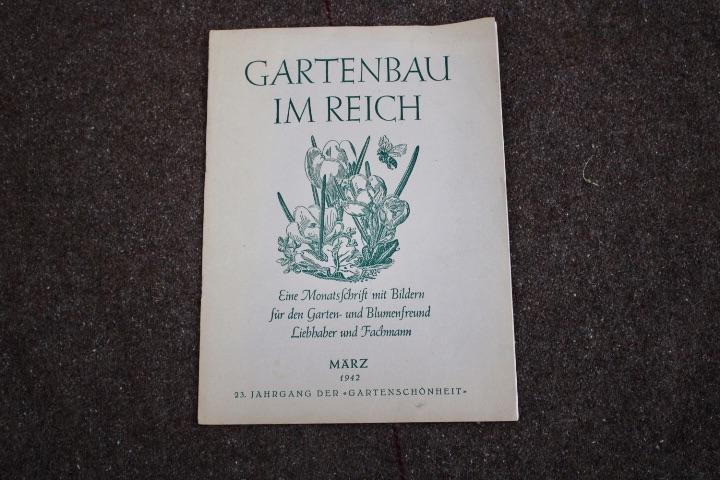 GARTENBAU
IM REICH
Eine Monatsſchrift mit Bildern
für den Garten- und Blumenfreund
Liebhaber und Fachmann
MÄRZ
1942
23. JAHRGANG DER «GARTENSCHÖNHEIT»